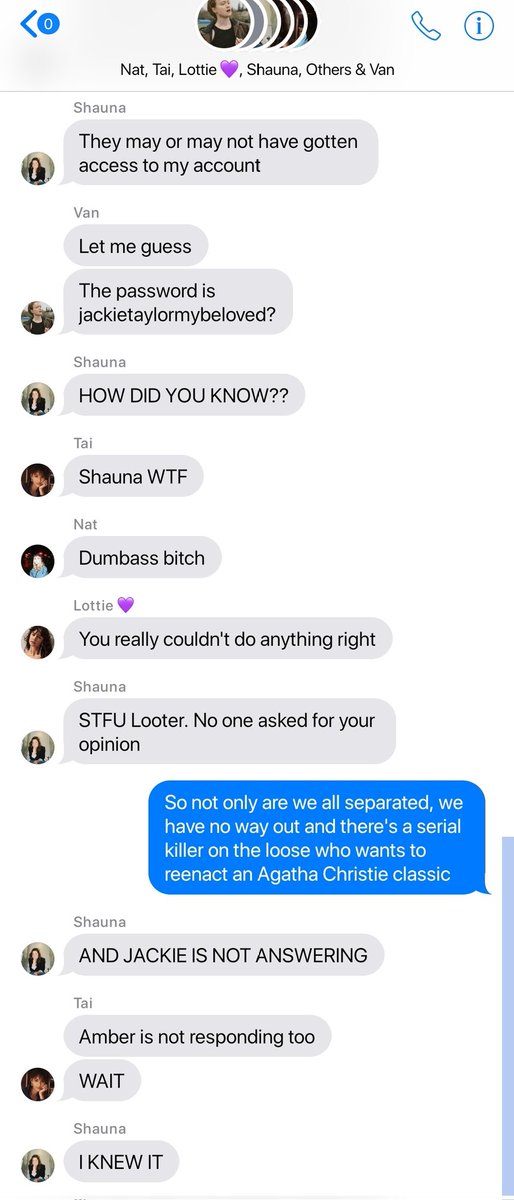 0
Nat, Tai, Lottie 💜, Shauna, Others & Van
Shauna
They may or may not have gotten
access to my account
Van
Let me guess
The password is
jackietaylormybeloved?
Shauna
HOW DID YOU KNOW??
Tai
Shauna WTF
Nat
Dumbass bitch
Lottie 💜
You really couldn't do anything right
Shauna
STFU Looter. No one asked for your
opinion
So not only are we all separated, we
have no way out and there's a serial
killer on the loose who wants to
reenact an Agatha Christie classic
Shauna
AND JACKIE IS NOT ANSWERING
Tai
Amber is not responding too
WAIT
Shauna
I KNEW IT